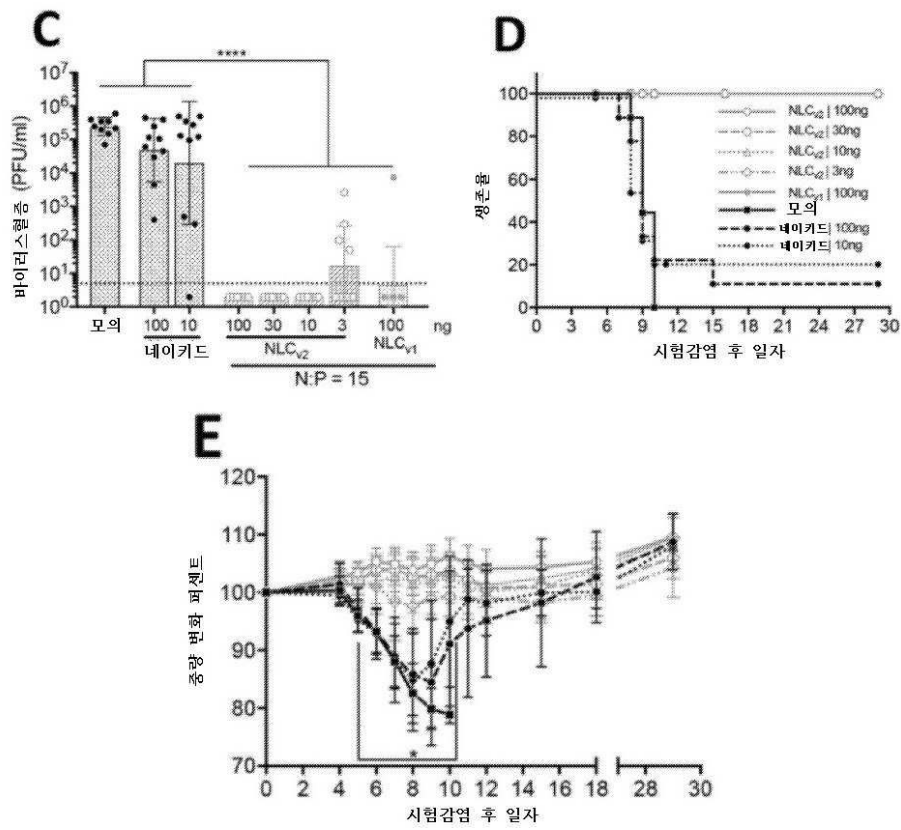 C
****
바이러스혈증 (PFU/ml)
10⁷
10⁶
10⁵
10⁴
10³
10²
10¹
10⁰
모의
100 10 100 30 10 3 100 ng
네이키드 NLCv2 NLCv1
N:P = 15
D
생존율
100
80
60
40
20
0
0 3 6 9 12 15 18 21 24 27 30
시험감염 후 일자
NLCv2 | 100ng
NLCv2 | 30ng
NLCv2 | 10ng
NLCv2 | 3ng
NLCv1 | 100ng
모의
네이키드 | 100ng
네이키드 | 10ng
E
중량 변화 퍼센트
120
110
100
90
80
70
*
0 2 4 6 8 10 12 14 16 18 28 30
시험감염 후 일자